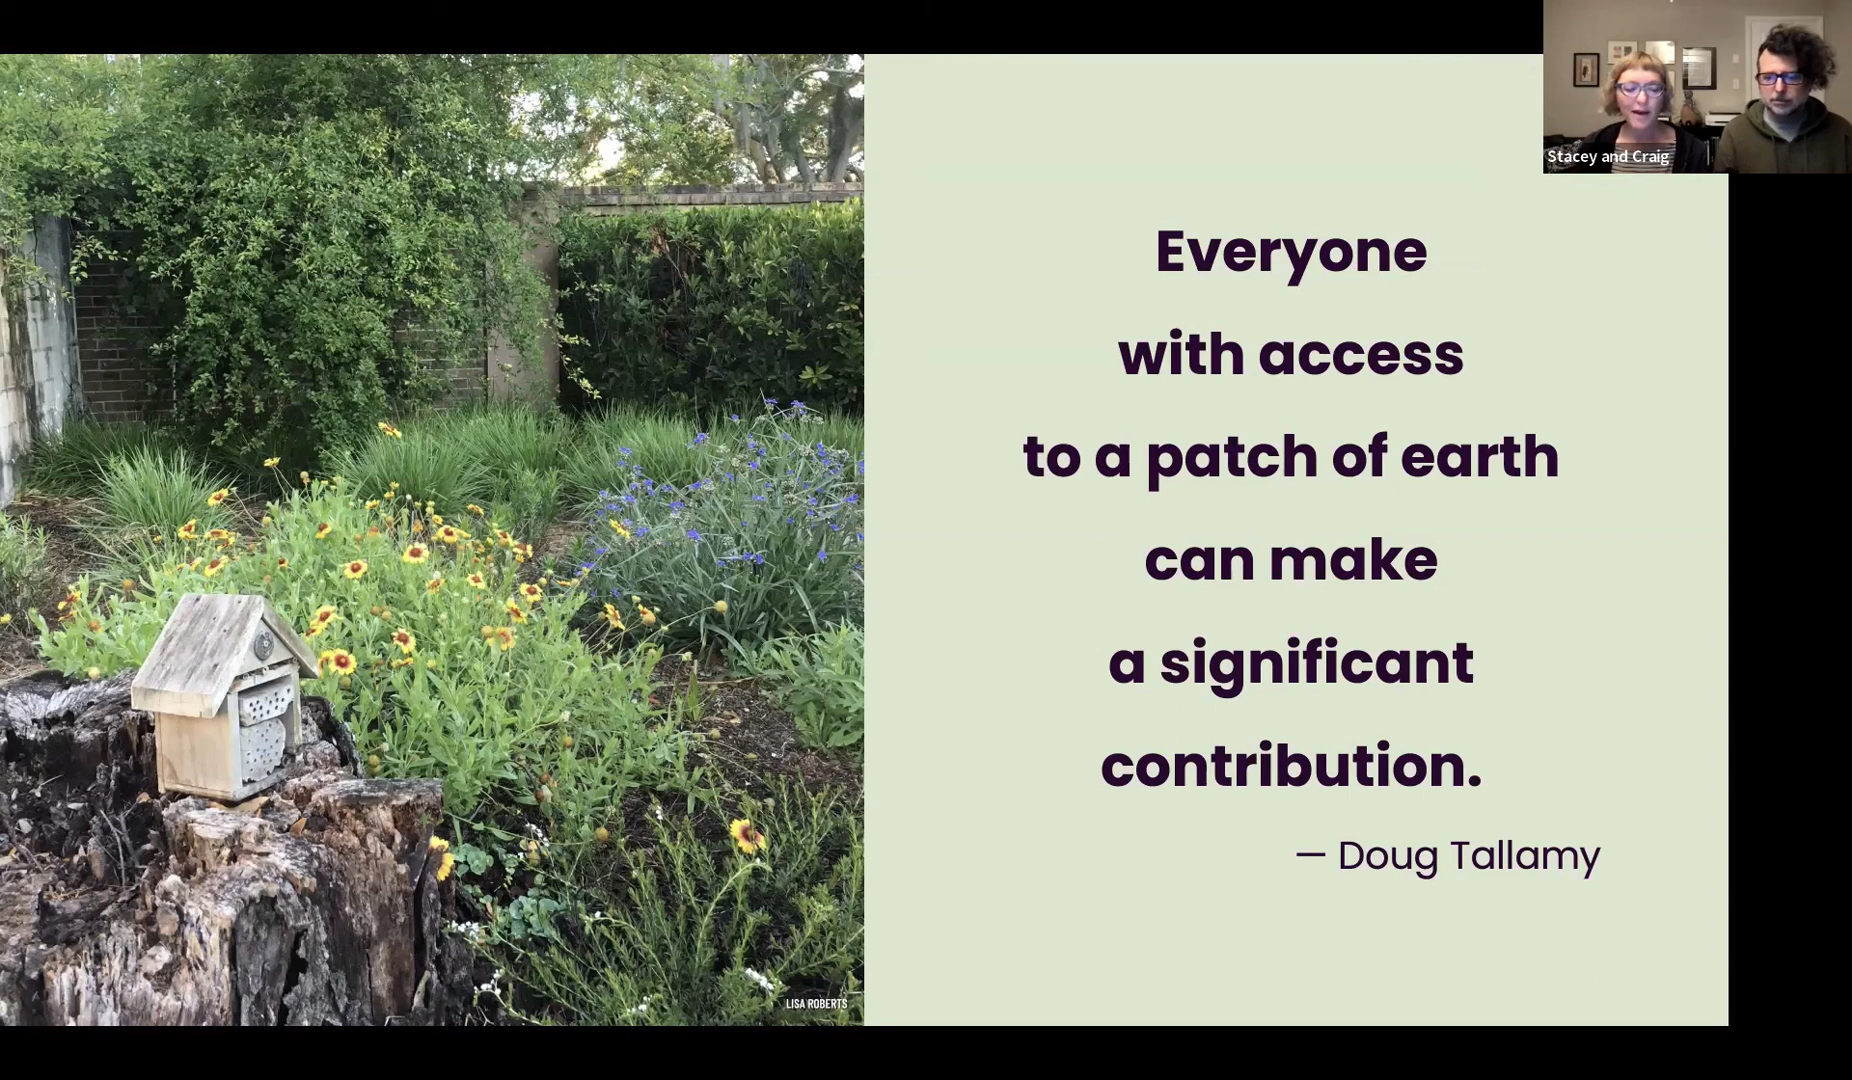 Stacey and Craig
Everyone
with access
to a patch of earth
can make
a significant
contribution.
— Doug Tallamy
LISA ROBERTS